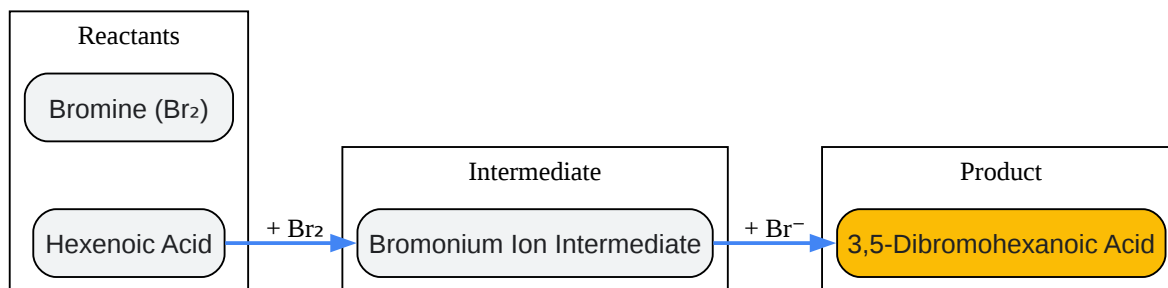 Reactants
Bromine (Br₂)
Hexenoic Acid
+ Br₂
Intermediate
Bromonium Ion Intermediate
+ Br⁻
Product
3,5-Dibromohexanoic Acid